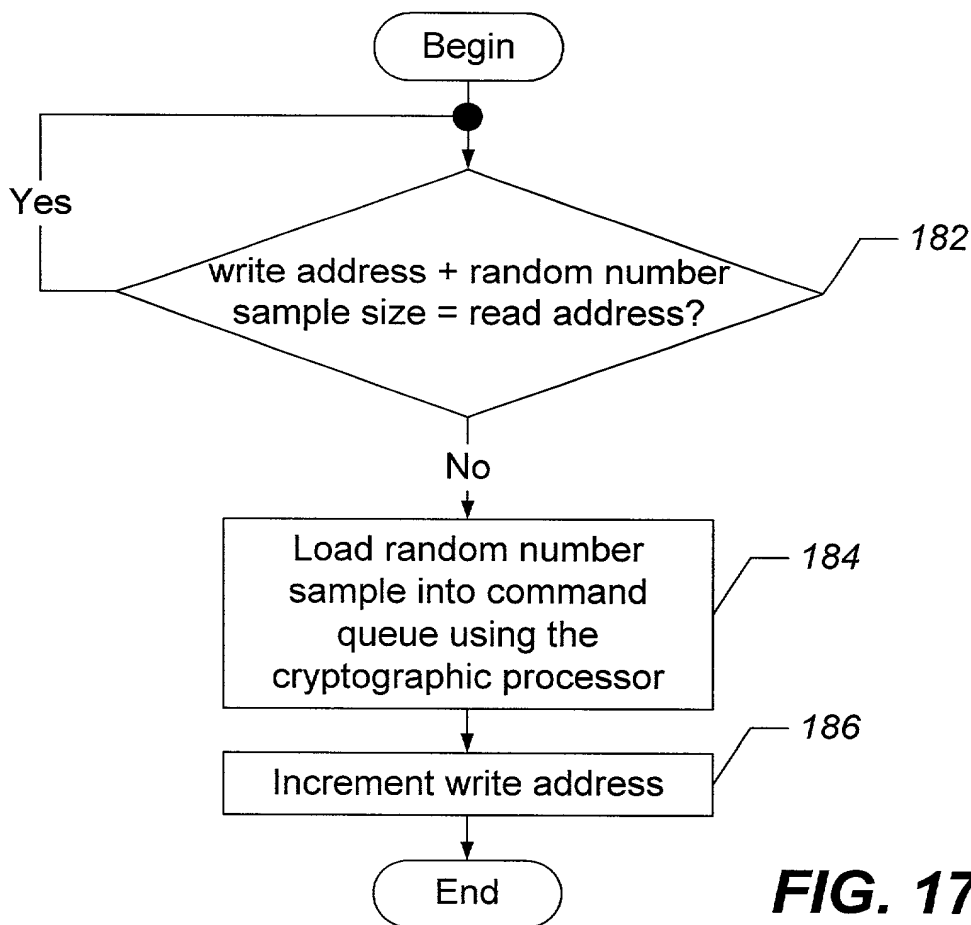 Begin
Yes
182
write address + random number
sample size = read address?
No
Load random number
sample into command
queue using the
cryptographic processor
184
186
Increment write address
End
FIG. 17